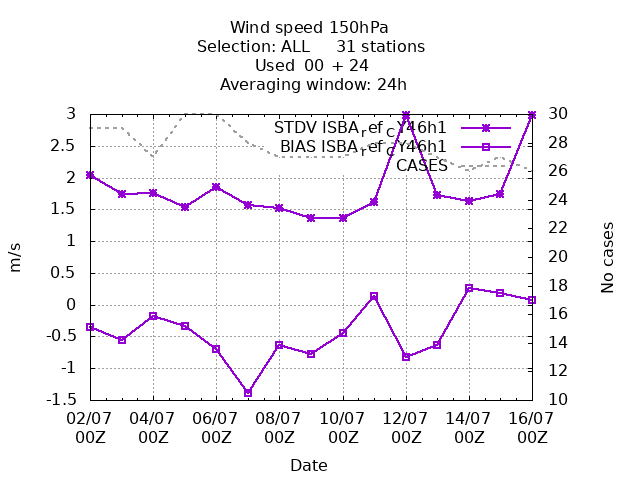 Wind speed 150hPa
Selection: ALL 31 stations
Used 00 + 24
Averaging window: 24h
STDV ISBA_ref_CY46h1
BIAS ISBA_ref_CY46h1
CASES
3
2.5
2
1.5
1
0.5
0
-0.5
-1
-1.5
m/s
30
28
26
24
22
20
18
16
14
12
10
No cases
02/07 04/07 06/07 08/07 10/07 12/07 14/07 16/07
00Z 00Z 00Z 00Z 00Z 00Z 00Z 00Z
Date